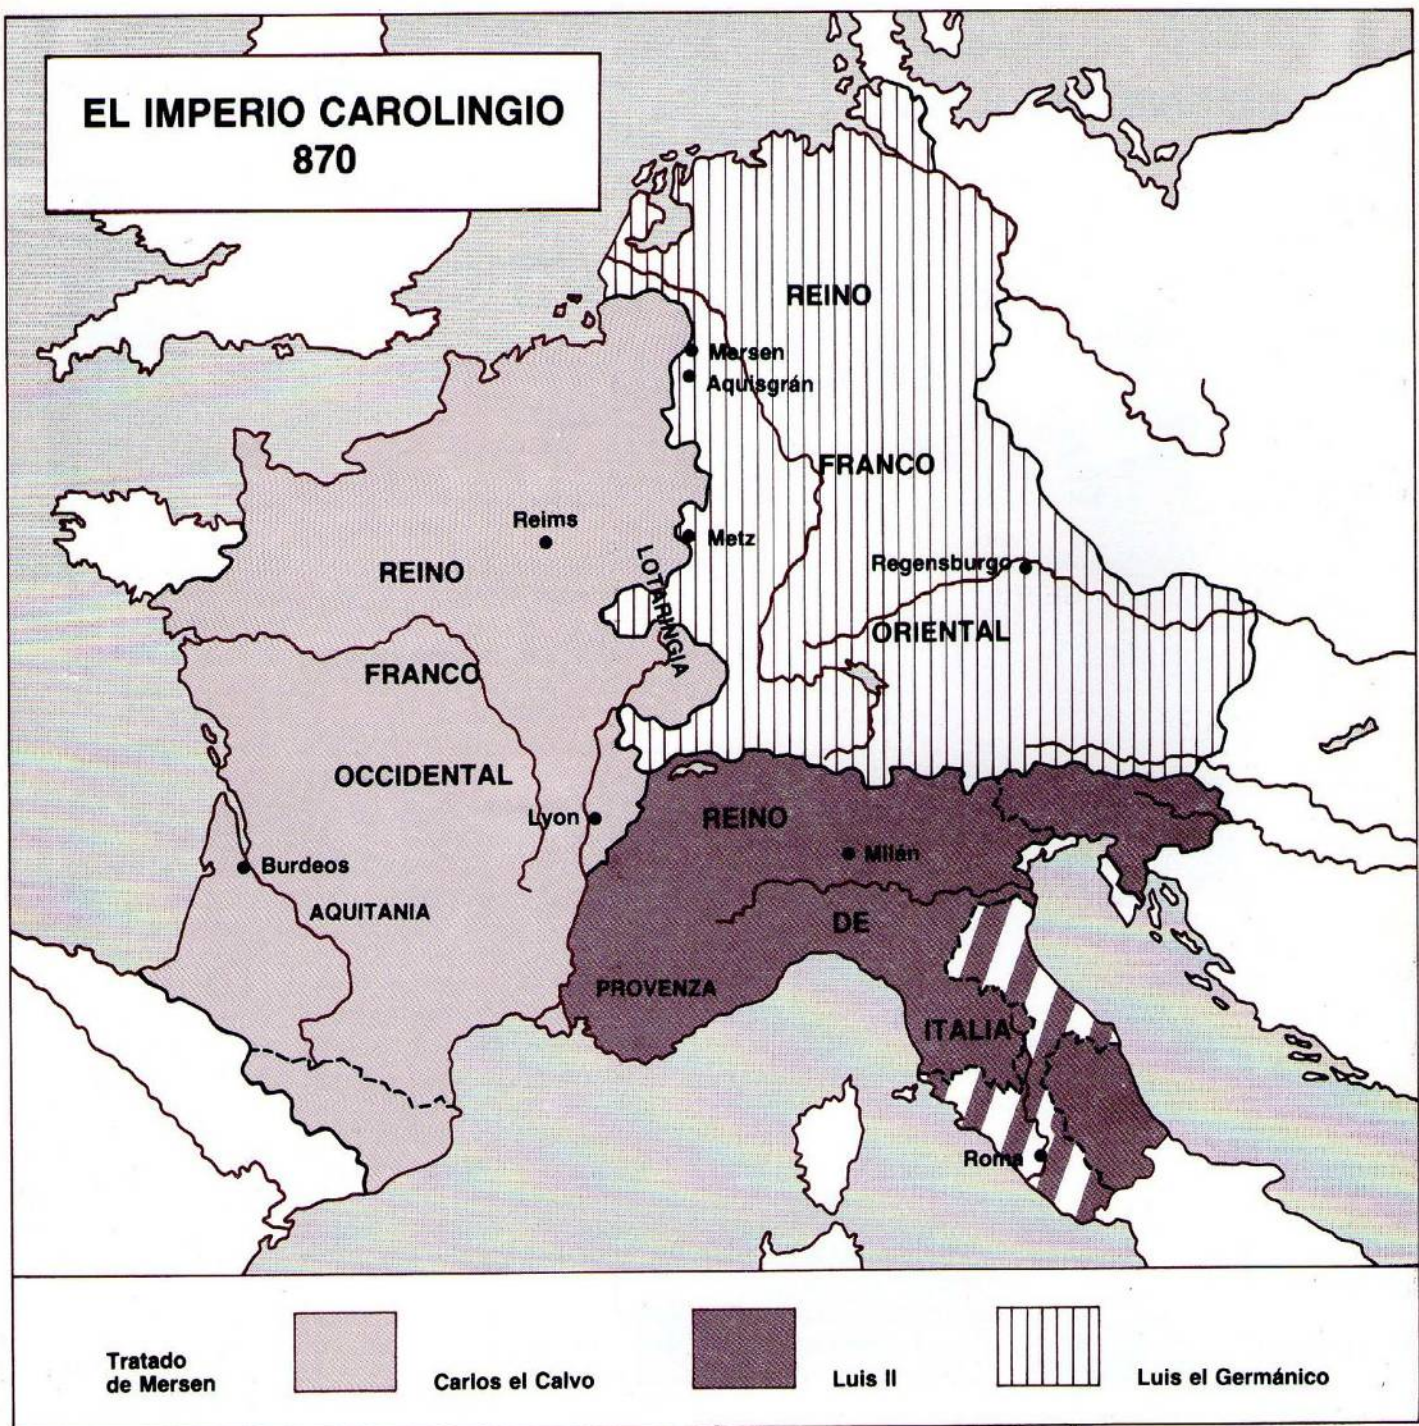 EL IMPERIO CAROLINGIO
870
REINO
Mersen
Aquisgrán
FRANCO
Reims
Metz
LOTARINGIA
REINO
Regensburgo
ORIENTAL
FRANCO
OCCIDENTAL
Lyon
REINO
Milán
Burdeos
AQUITANIA
DE
PROVENZA
ITALIA
Roma
Tratado
de Mersen
Carlos el Calvo
Luis II
Luis el Germánico